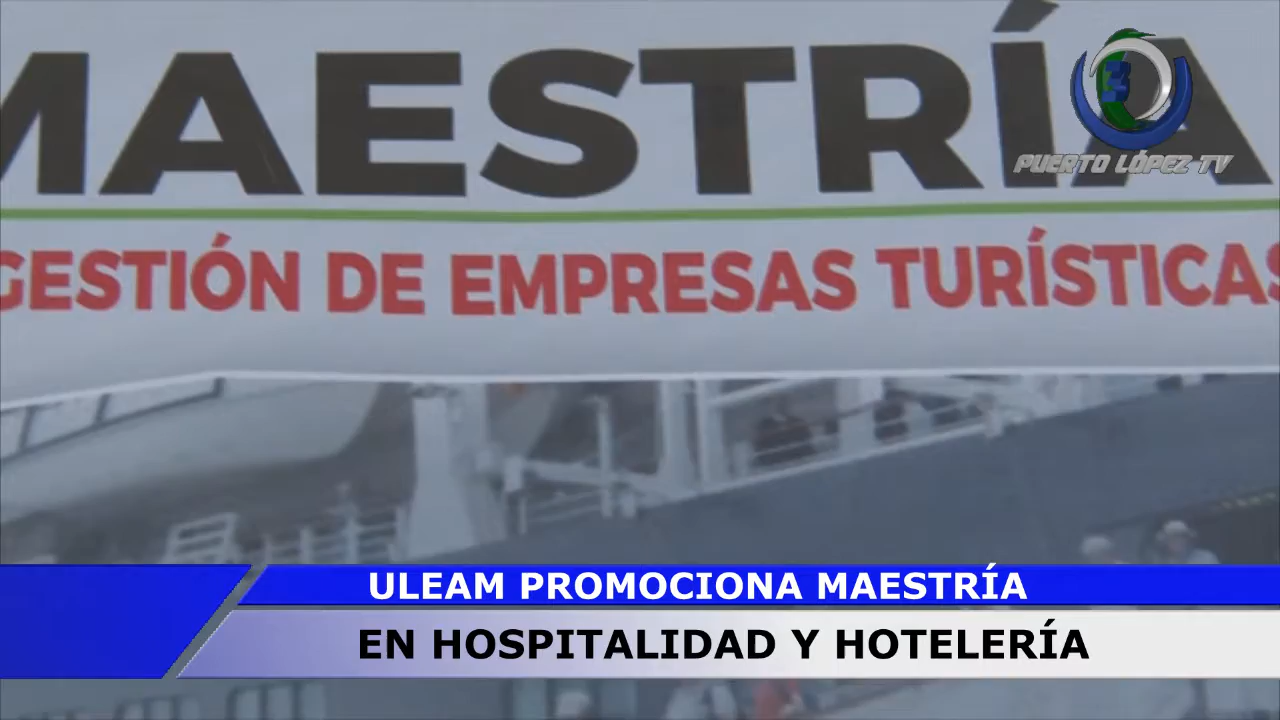 MAESTRÍA
GESTIÓN DE EMPRESAS TURÍSTICAS
PUERTO LÓPEZ TV
ULEAM PROMOCIONA MAESTRÍA
EN HOSPITALIDAD Y HOTELERÍA